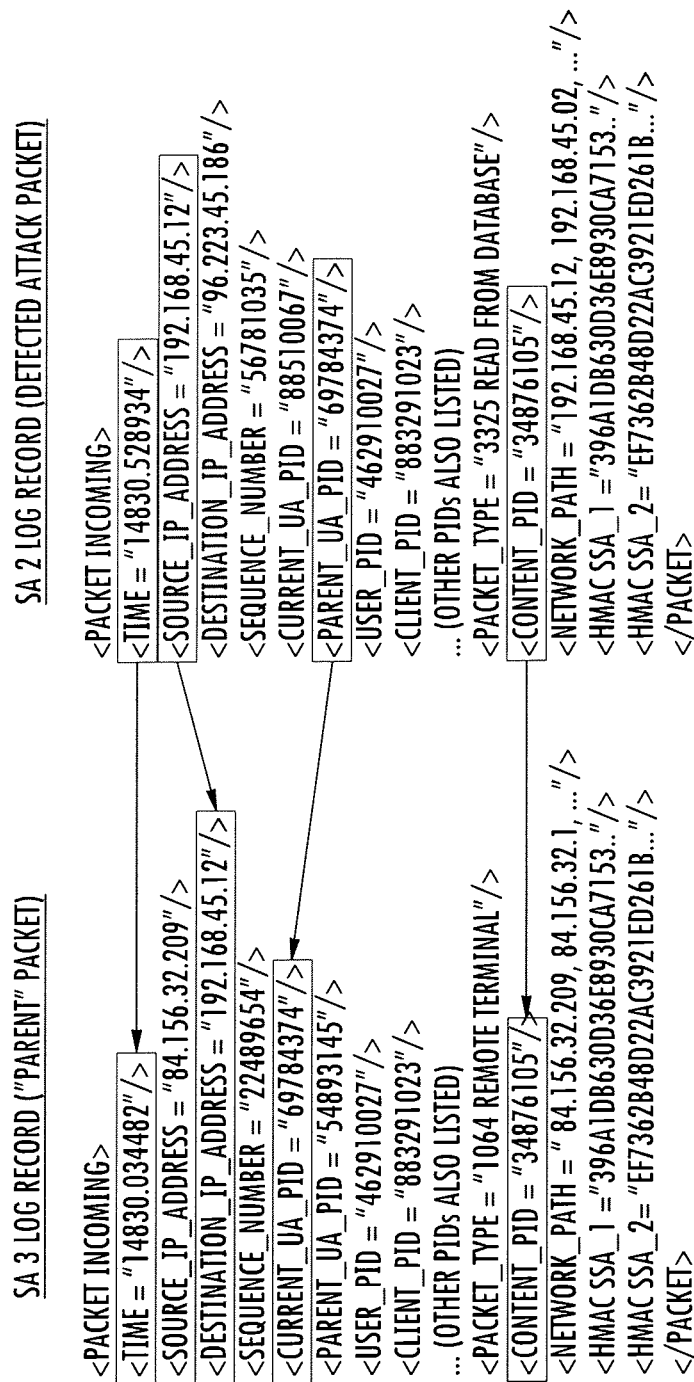 SA 3 LOG RECORD ("PARENT" PACKET)
<PACKET INCOMING>
<TIME = "14830.034482"/>
<SOURCE_IP_ADDRESS = "84.156.32.209"/>
<DESTINATION_IP_ADDRESS = "192.168.45.12"/>
<SEQUENCE_NUMBER = "22489654"/>
<CURRENT_UA_PID = "69784374"/>
<PARENT_UA_PID = "54893145"/>
<USER_PID = "462910027"/>
<CLIENT_PID = "883291023"/>
... (OTHER PIDs ALSO LISTED)
<PACKET_TYPE = "1064 REMOTE TERMINAL"/>
<CONTENT_PID = "34876105"/>
<NETWORK_PATH = " 84.156.32.209, 84.156.32.1, ..."/>
<HMAC SSA_1 ="396A1DB630D36E8930CA7153.."/>
<HMAC SSA_2= "EF7362B48D22AC3921ED261B..."/>
</PACKET>
SA 2 LOG RECORD (DETECTED ATTACK PACKET)
<PACKET INCOMING>
<TIME = "14830.528934"/>
<SOURCE_IP_ADDRESS = "192.168.45.12"/>
<DESTINATION_IP_ADDRESS = "96.223.45.186"/>
<SEQUENCE_NUMBER = "56781035"/>
<CURRENT_UA_PID = "88510067"/>
<PARENT_UA_PID = "69784374"/>
<USER_PID = "462910027"/>
<CLIENT_PID = "883291023"/>
... (OTHER PIDs ALSO LISTED)
<PACKET_TYPE = "3325 READ FROM DATABASE"/>
<CONTENT_PID = "34876105"/>
<NETWORK_PATH = "192.168.45.12, 192.168.45.02, ..."/>
<HMAC SSA_1 ="396A1DB630D36E8930CA7153.."/>
<HMAC SSA_2= "EF7362B48D22AC3921ED261B..."/>
</PACKET>